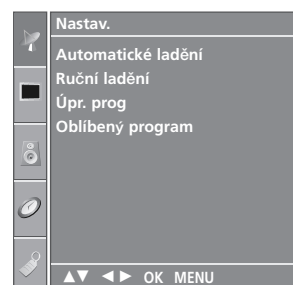 Nastav.
Automatické ladění
Ruční ladění
Úpr. prog
Oblíbený program
▲▼ ◄► OK MENU